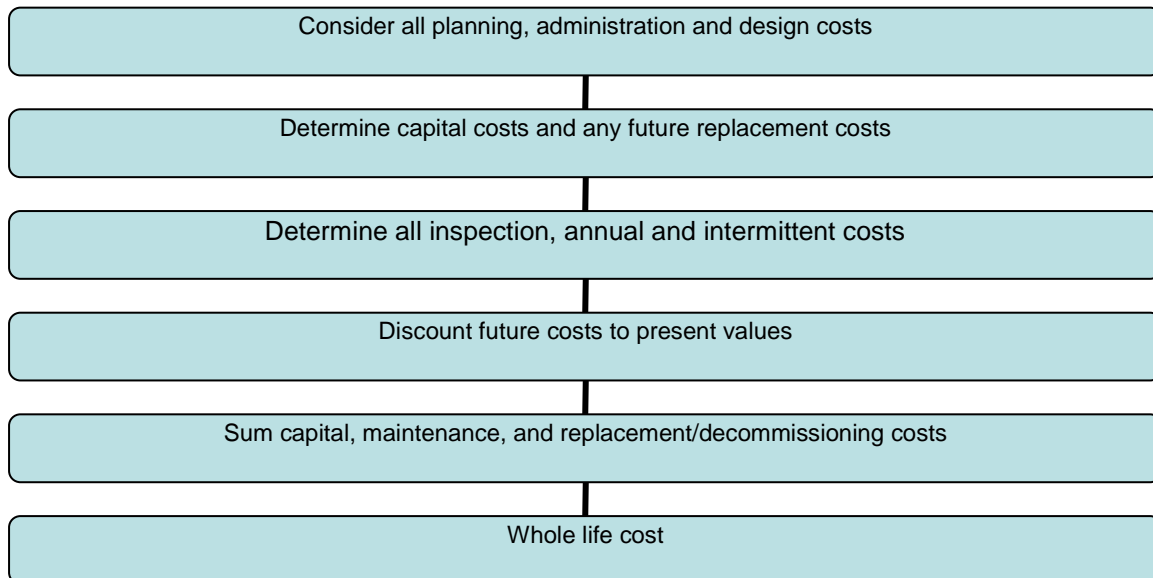 Consider all planning, administration and design costs
Determine capital costs and any future replacement costs
Determine all inspection, annual and intermittent costs
Discount future costs to present values
Sum capital, maintenance, and replacement/decommissioning costs
Whole life cost